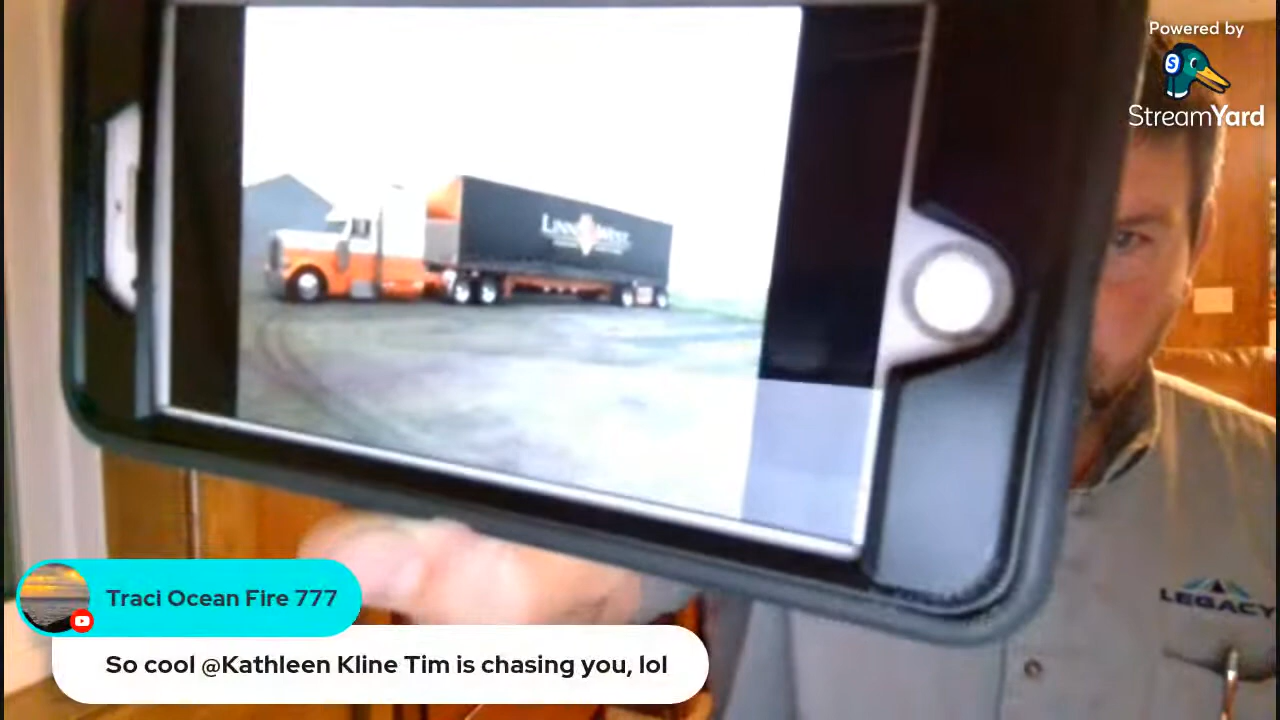 Powered by
StreamYard
S
LEGACY
Traci Ocean Fire 777
So cool @Kathleen Kline Tim is chasing you, lol